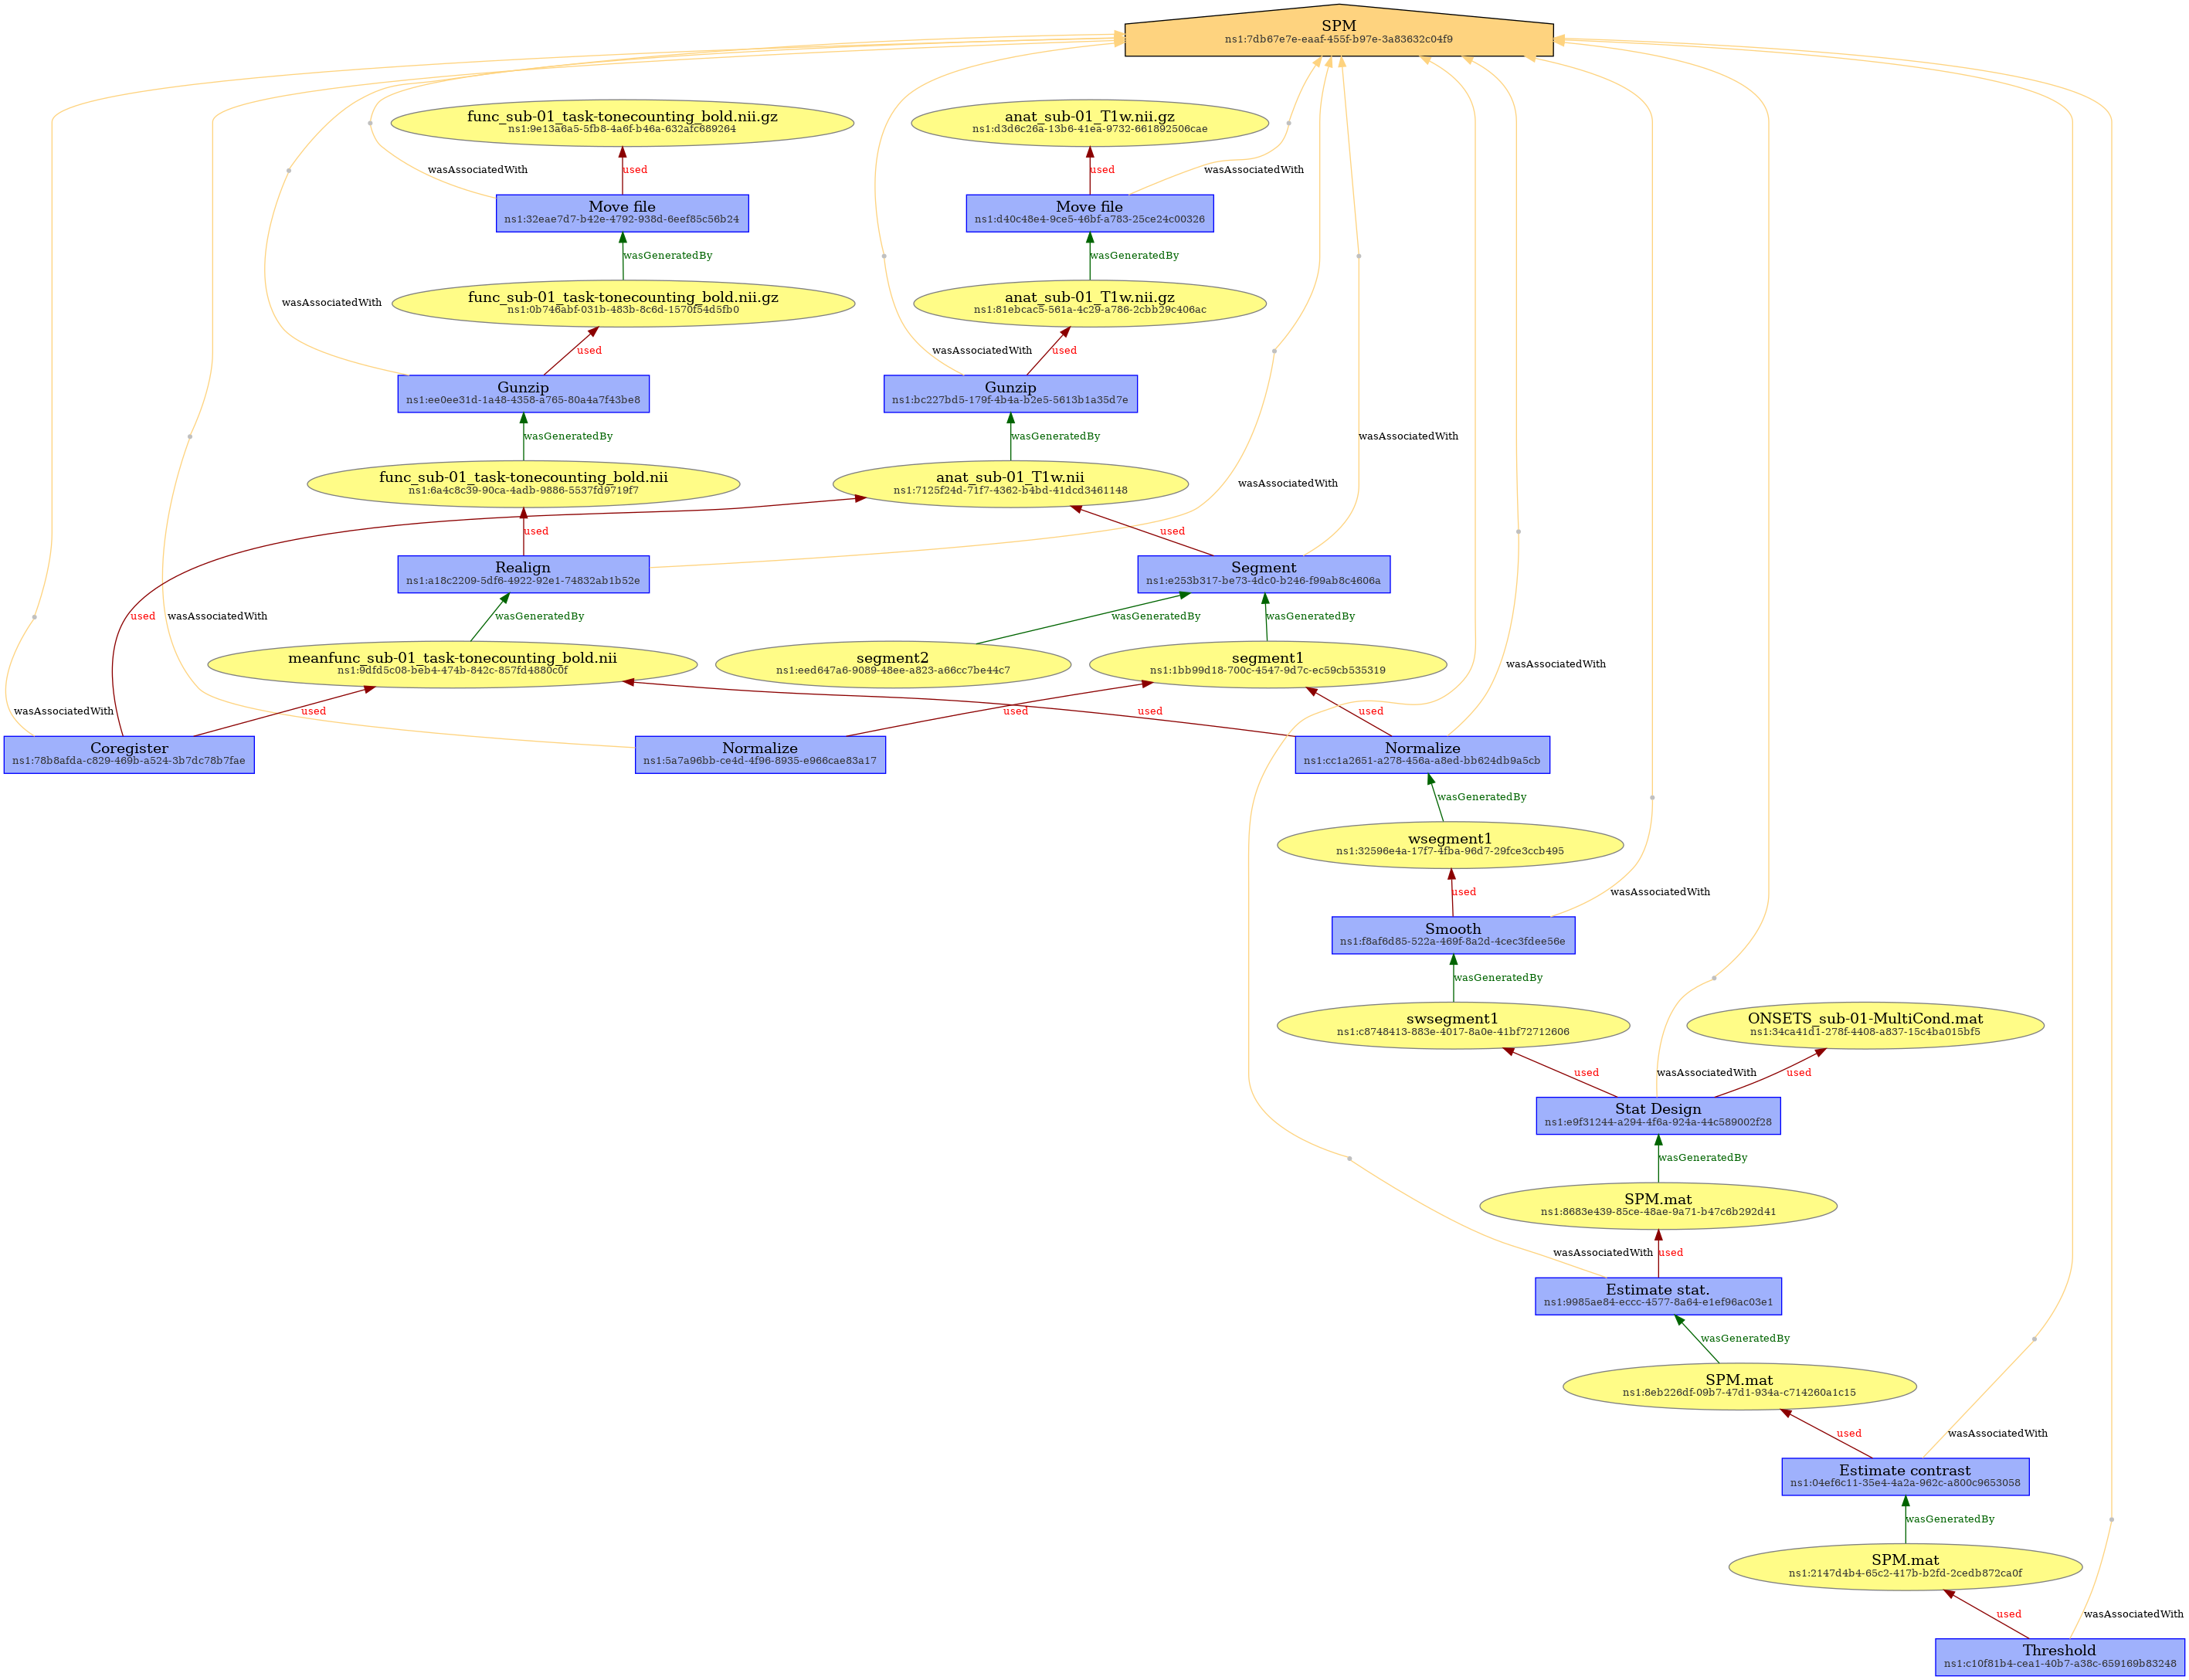 SPM
ns1:7db67e7e-eaaf-455f-b97e-3a83632c04f9
func_sub-01_task-tonecounting_bold.nii.gz
ns1:9e13a6a5-5fb8-4a6f-b46a-632afc689264
anat_sub-01_T1w.nii.gz
ns1:d3d6c26a-13b6-41ea-9732-661892506cae
wasAssociatedWith
used
used
wasAssociatedWith
Move file
ns1:32eae7d7-b42e-4792-938d-6eef85c56b24
Move file
ns1:d40c48e4-9ce5-46bf-a783-25ce24c00326
wasGeneratedBy
wasGeneratedBy
wasAssociatedWith
func_sub-01_task-tonecounting_bold.nii.gz
ns1:0b746abf-031b-483b-8c6d-1570f54d5fb0
anat_sub-01_T1w.nii.gz
ns1:81ebcac5-561a-4c29-a786-2cbb29c406ac
used
wasAssociatedWith
used
Gunzip
ns1:ee0ee31d-1a48-4358-a765-80a4a7f43be8
Gunzip
ns1:bc227bd5-179f-4b4a-b2e5-5613b1a35d7e
wasGeneratedBy
wasGeneratedBy
wasAssociatedWith
func_sub-01_task-tonecounting_bold.nii
ns1:6a4c8c39-90ca-4adb-9886-5537fd9719f7
anat_sub-01_T1w.nii
ns1:7125f24d-71f7-4362-b4bd-41dcd3461148
wasAssociatedWith
used
used
Realign
ns1:a18c2209-5df6-4922-92e1-74832ab1b52e
Segment
ns1:e253b317-be73-4dc0-b246-f99ab8c4606a
used
wasAssociatedWith
wasGeneratedBy
wasGeneratedBy
wasGeneratedBy
meanfunc_sub-01_task-tonecounting_bold.nii
ns1:9dfd5c08-beb4-474b-842c-857fd4880c0f
segment2
ns1:eed647a6-9089-48ee-a823-a66cc7be44c7
segment1
ns1:1bb99d18-700c-4547-9d7c-ec59cb535319
wasAssociatedWith
wasAssociatedWith
used
used
used
used
Coregister
ns1:78b8afda-c829-469b-a524-3b7dc78b7fae
Normalize
ns1:5a7a96bb-ce4d-4f96-8935-e966cae83a17
Normalize
ns1:cc1a2651-a278-456a-a8ed-bb624db9a5cb
wasGeneratedBy
wsegment1
ns1:32596e4a-17f7-4fba-96d7-29fce3ccb495
used
wasAssociatedWith
Smooth
ns1:f8af6d85-522a-469f-8a2d-4cec3fdee56e
wasGeneratedBy
swsegment1
ns1:c8748413-883e-4017-8a0e-41bf72712606
ONSETS_sub-01-MultiCond.mat
ns1:34ca41d1-278f-4408-a837-15c4ba015bf5
used
wasAssociatedWith
used
Stat Design
ns1:e9f31244-a294-4f6a-924a-44c589002f28
wasGeneratedBy
SPM.mat
ns1:8683e439-85ce-48ae-9a71-b47c6b292d41
wasAssociatedWith
used
Estimate stat.
ns1:9985ae84-eccc-4577-8a64-e1ef96ac03e1
wasGeneratedBy
SPM.mat
ns1:8eb226df-09b7-47d1-934a-c714260a1c15
used
wasAssociatedWith
Estimate contrast
ns1:04ef6c11-35e4-4a2a-962c-a800c9653058
wasGeneratedBy
SPM.mat
ns1:2147d4b4-65c2-417b-b2fd-2cedb872ca0f
used
wasAssociatedWith
Threshold
ns1:c10f81b4-cea1-40b7-a38c-659169b83248